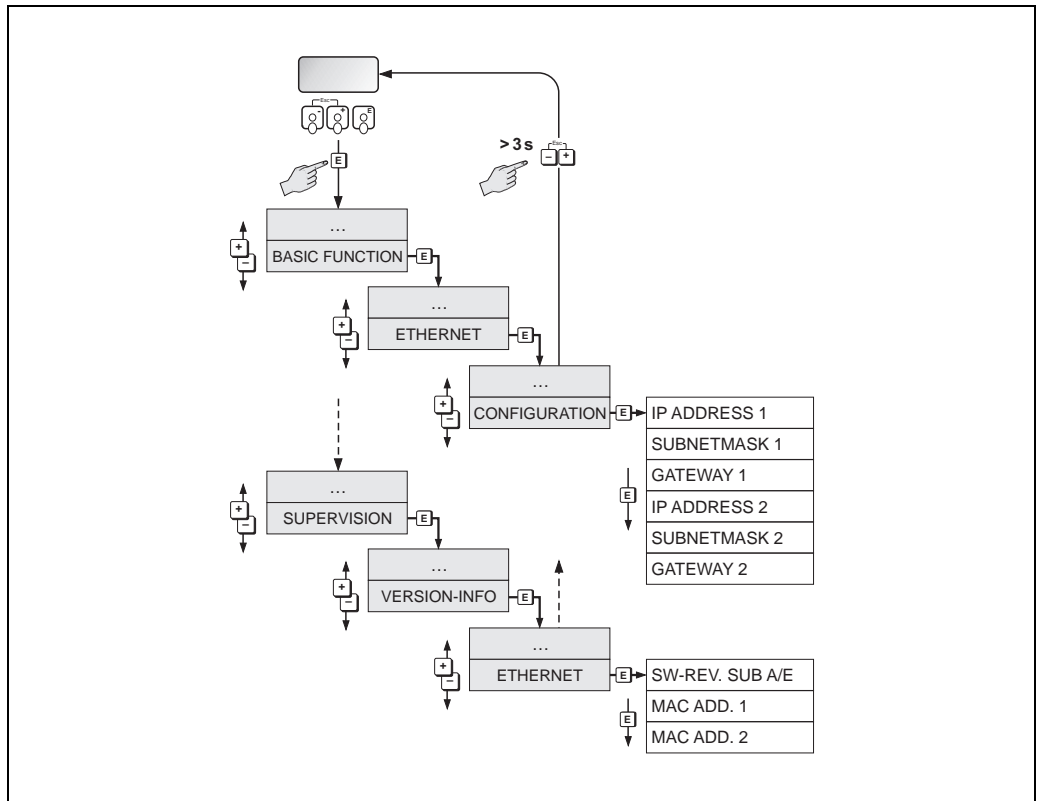 Esc
- + E
E
> 3 s
Esc
– +
…
BASIC FUNCTION
E
+
–
…
ETHERNET
E
+
–
…
CONFIGURATION
E
+
–
IP ADDRESS 1
SUBNETMASK 1
GATEWAY 1
IP ADDRESS 2
SUBNETMASK 2
GATEWAY 2
E
…
SUPERVISION
E
+
–
…
VERSION-INFO
E
+
–
…
ETHERNET
E
+
–
SW-REV. SUB A/E
MAC ADD. 1
MAC ADD. 2
E